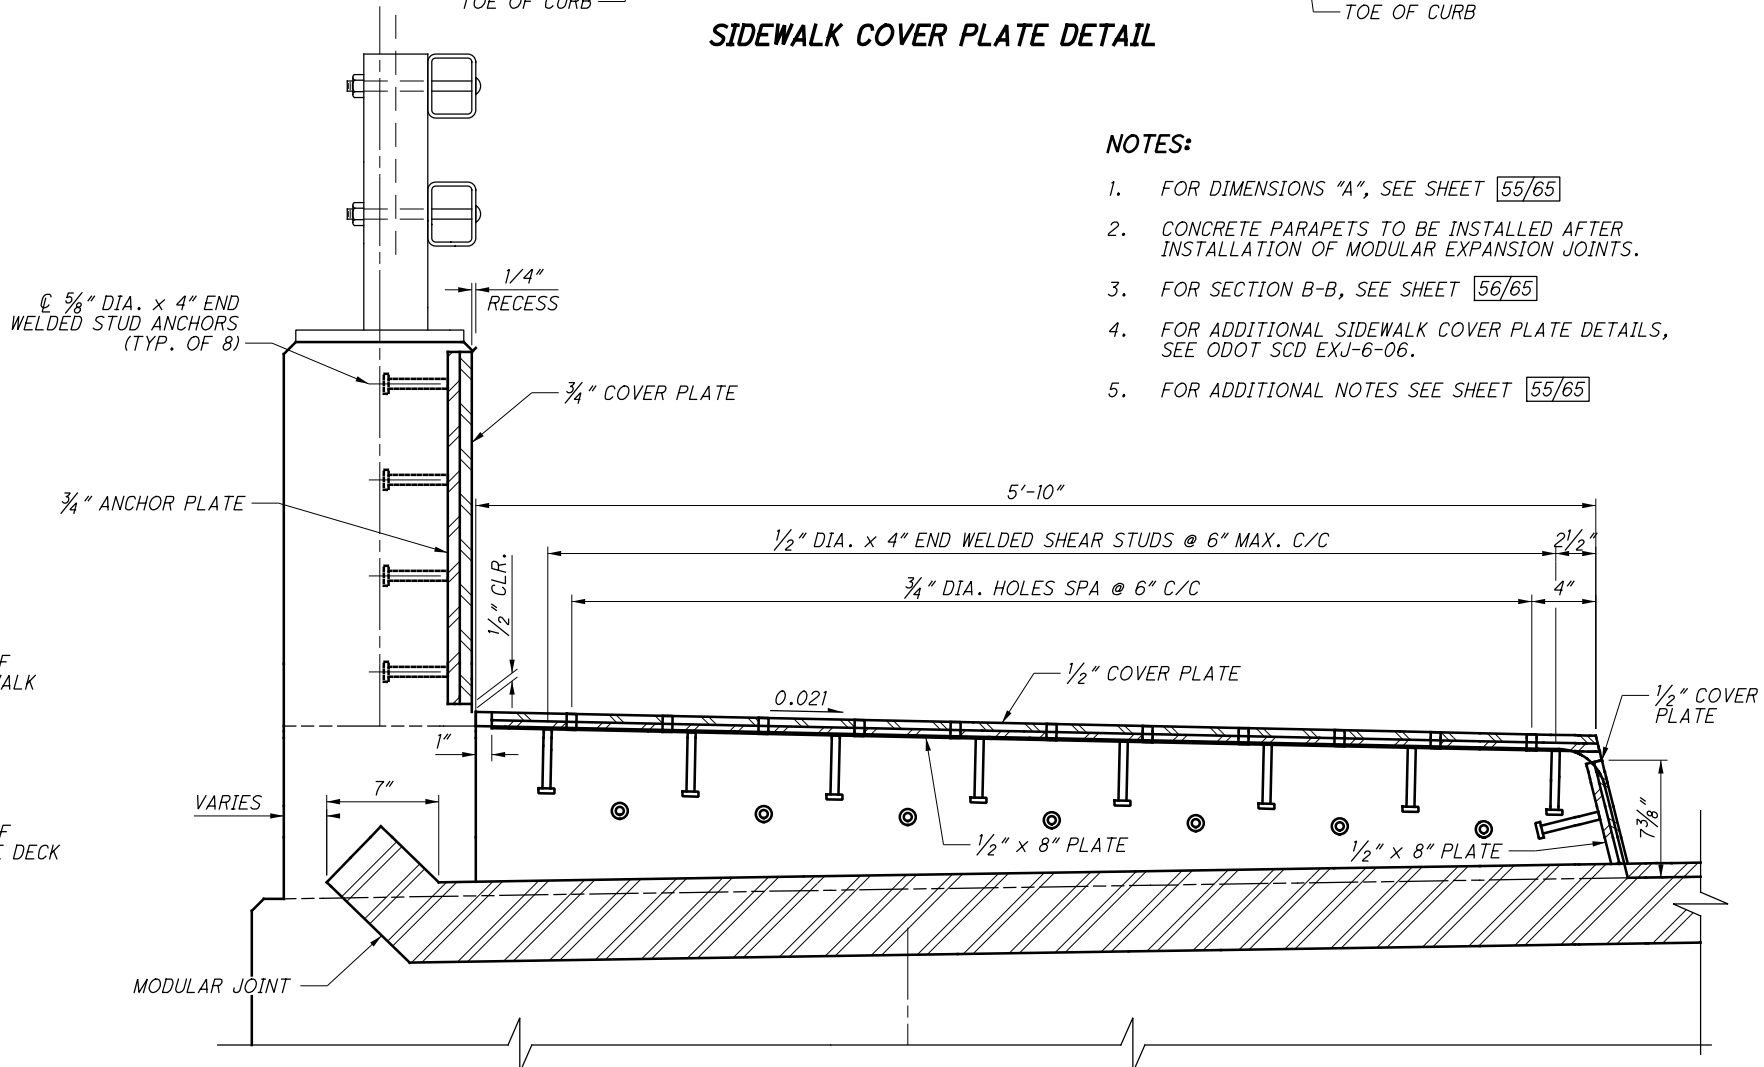 TOE OF CURB
TOE OF CURB
SIDEWALK COVER PLATE DETAIL
NOTES:
1. FOR DIMENSIONS "A", SEE SHEET 55/65
2. CONCRETE PARAPETS TO BE INSTALLED AFTER
INSTALLATION OF MODULAR EXPANSION JOINTS.
3. FOR SECTION B-B, SEE SHEET 56/65
4. FOR ADDITIONAL SIDEWALK COVER PLATE DETAILS,
SEE ODOT SCD EXJ-6-06.
5. FOR ADDITIONAL NOTES SEE SHEET 55/65
1/4"
RECESS
℄ 5/8" DIA. x 4" END
WELDED STUD ANCHORS
(TYP. OF 8)
3/4" COVER PLATE
3/4" ANCHOR PLATE
5'-10"
1/2" DIA. x 4" END WELDED SHEAR STUDS @ 6" MAX. C/C
2 1/2"
3/4" DIA. HOLES SPA @ 6" C/C
4"
1/2" CLR.
1/2" COVER PLATE
0.021
1/2" COVER
PLATE
1"
7"
VARIES
7 3/8"
1/2" x 8" PLATE
1/2" x 8" PLATE
DECK
MODULAR JOINT